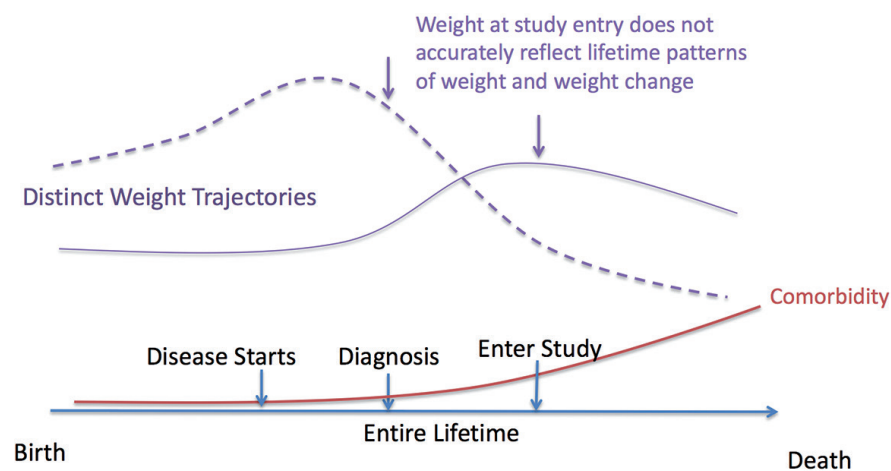 Weight at study entry does not
accurately reflect lifetime patterns
of weight and weight change
Distinct Weight Trajectories
Comorbidity
Disease Starts
Diagnosis
Enter Study
Entire Lifetime
Birth
Death